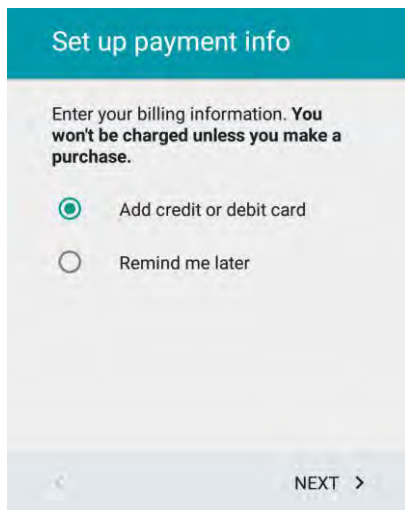 Set up payment info
Enter your billing information. You
won't be charged unless you make a
purchase.
Add credit or debit card
Remind me later
NEXT